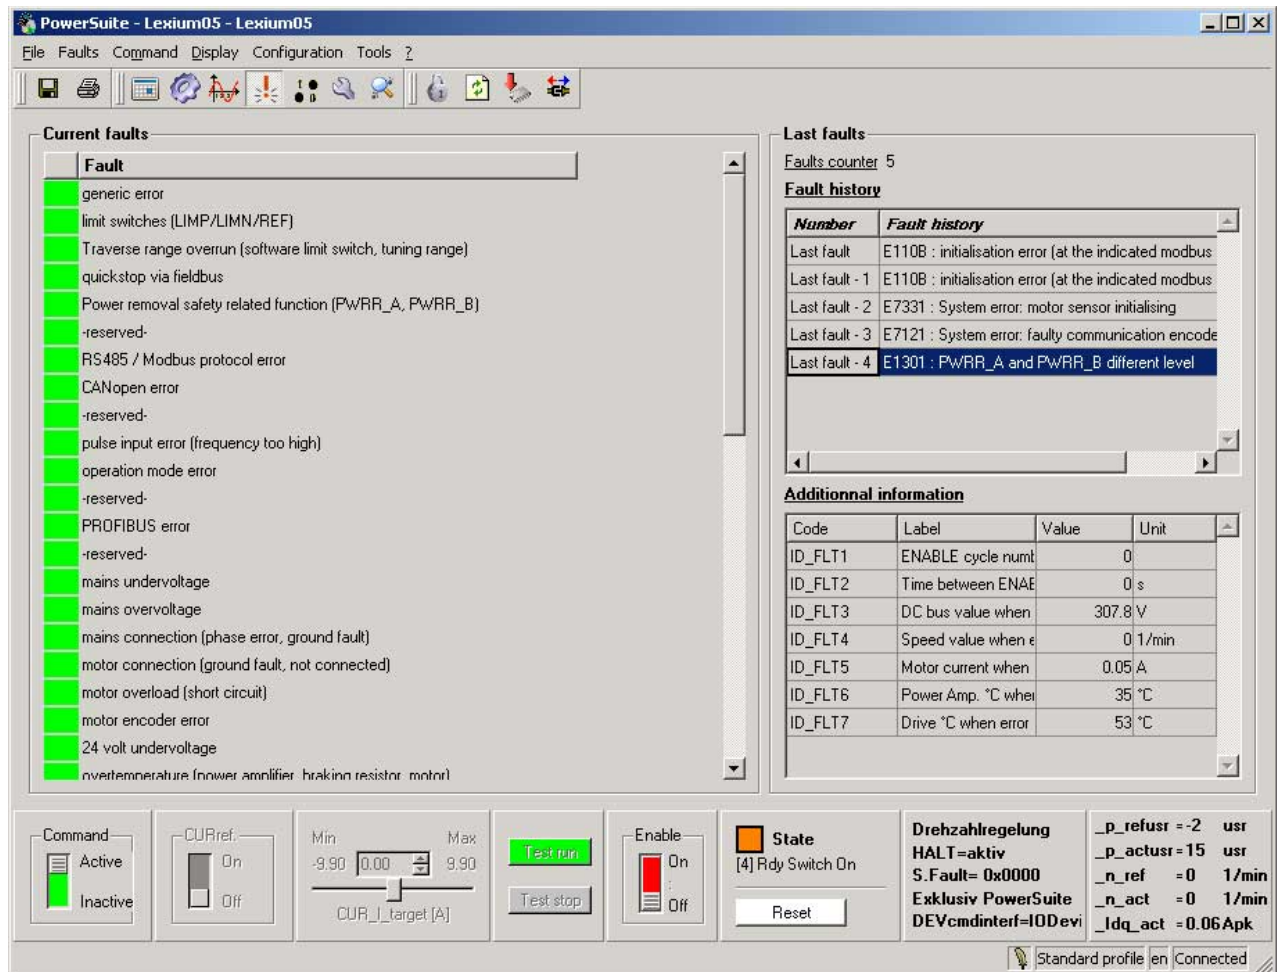 PowerSuite - Lexium05 - Lexium05
File Faults Command Display Configuration Tools ?
Current faults
Fault
generic error
limit switches (LIMP/LIMN/REF)
Traverse range overrun (software limit switch, tuning range)
quickstop via fieldbus
Power removal safety related function (PWRR_A, PWRR_B)
-reserved-
RS485 / Modbus protocol error
CANopen error
-reserved-
pulse input error (frequency too high)
operation mode error
-reserved-
PROFIBUS error
-reserved-
mains undervoltage
mains overvoltage
mains connection (phase error, ground fault)
motor connection (ground fault, not connected)
motor overload (short circuit)
motor encoder error
24 volt undervoltage
overtemperature (power amplifier, braking resistor, motor)
Last faults
Faults counter 5
Fault history
Number Fault history
Last fault E110B : initialisation error (at the indicated modbus
Last fault - 1 E110B : initialisation error (at the indicated modbus
Last fault - 2 E7331 : System error: motor sensor initialising
Last fault - 3 E7121 : System error: faulty communication encode
Last fault - 4 E1301 : PWRR_A and PWRR_B different level
Additionnal information
Code Label Value Unit
ID_FLT1 ENABLE cycle numb 0
ID_FLT2 Time between ENAB 0 s
ID_FLT3 DC bus value when 307.8 V
ID_FLT4 Speed value when e 0 1/min
ID_FLT5 Motor current when 0.05 A
ID_FLT6 Power Amp. °C when 35 °C
ID_FLT7 Drive °C when error 53 °C
Command
Active
Inactive
CURref.
On
Off
Min Max
-9.90 0.00 9.90
CUR_I_target [A]
Test run
Test stop
Enable
On
:
Off
State
[4] Rdy Switch On
Reset
Drehzahlregelung
HALT=aktiv
S.Fault= 0x0000
Exklusiv PowerSuite
DEVcmdinterf=IODevi
_p_refusr =-2 usr
_p_actusr=15 usr
_n_ref =0 1/min
_n_act =0 1/min
_Idq_act =0.06 Apk
Standard profile en Connected